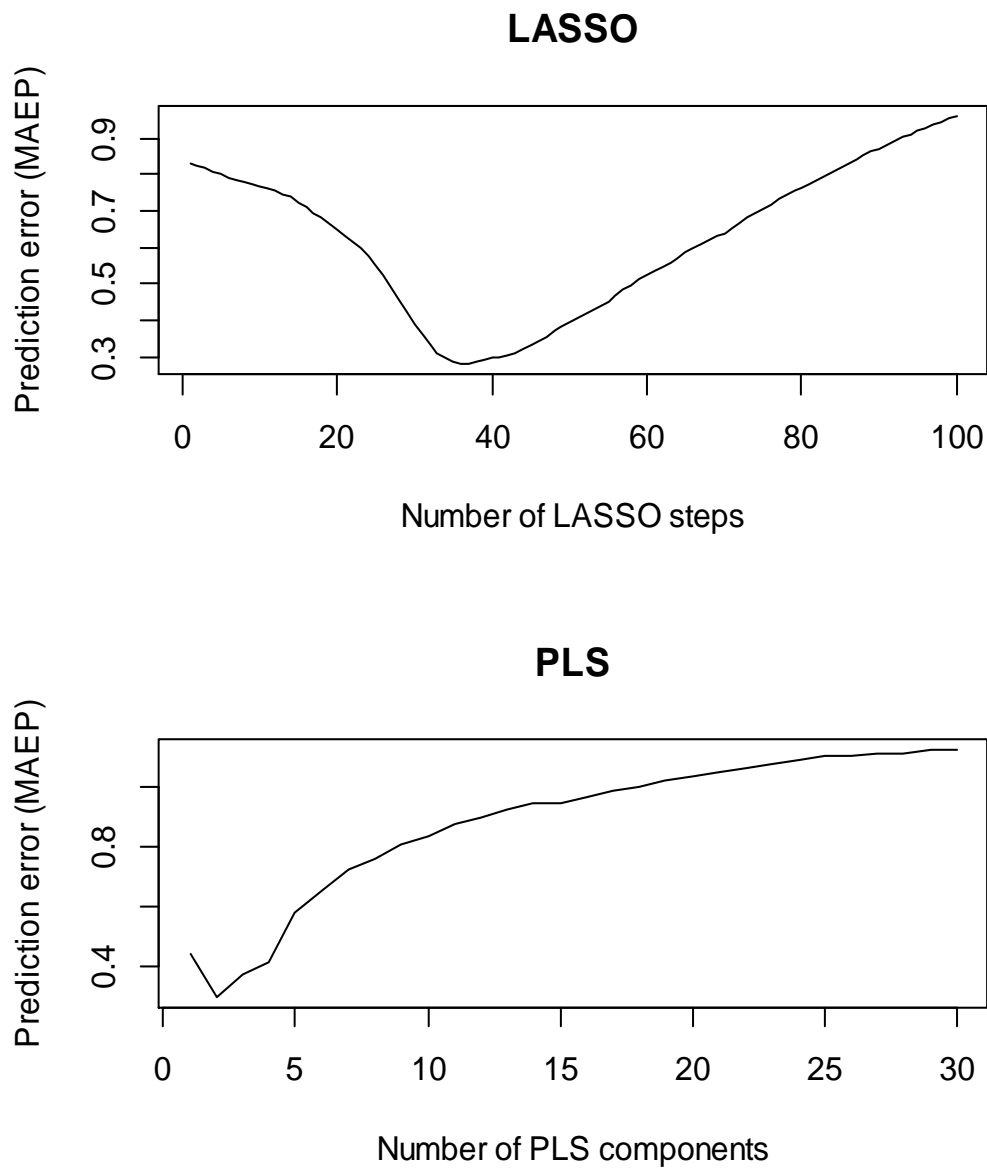 LASSO
Prediction error (MAEP)
0.9
0.7
0.5
0.3
0 20 40 60 80 100
Number of LASSO steps
PLS
Prediction error (MAEP)
0.8
0.4
0 5 10 15 20 25 30
Number of PLS components